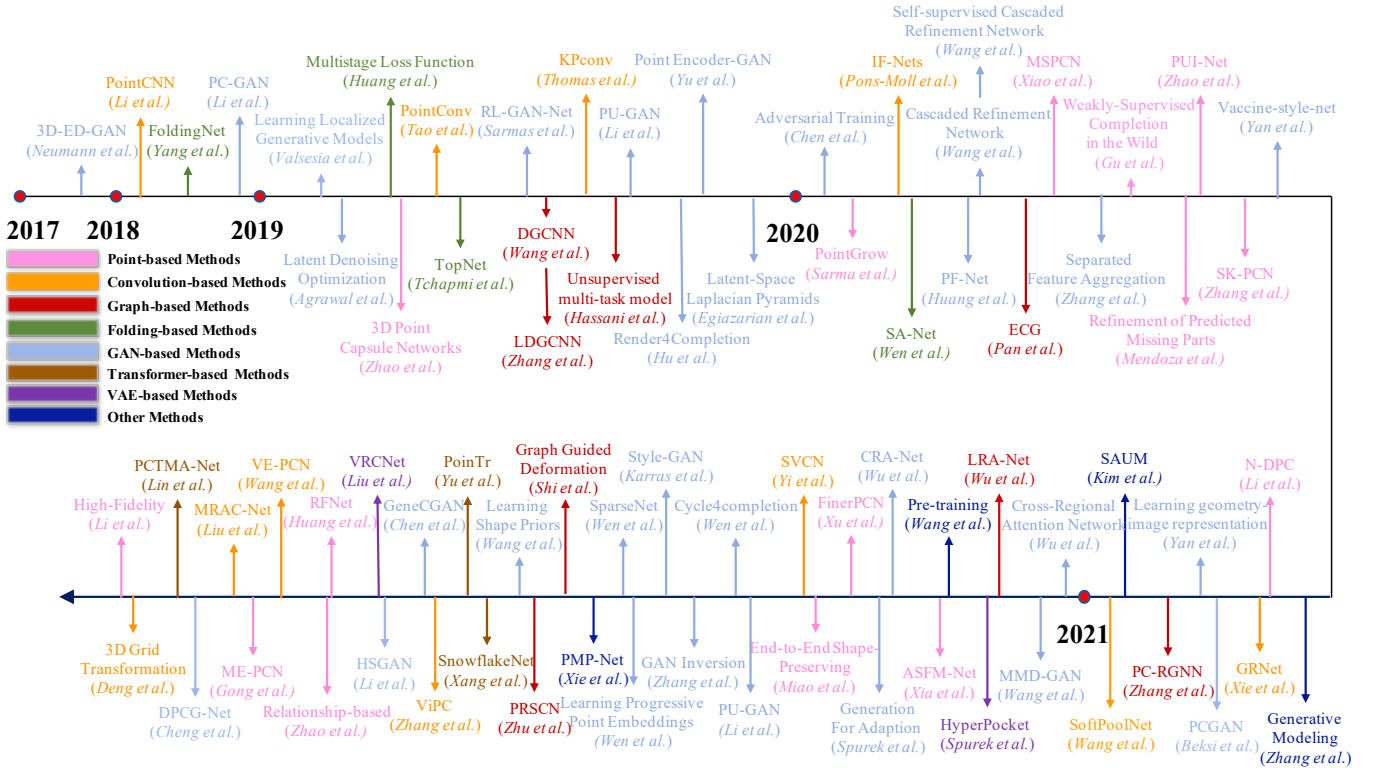 Self-supervised Cascaded
Refinement Network
(Wang et al.)
Multistage Loss Function
(Huang et al.)
KPconv
(Thomas et al.)
Point Encoder-GAN
(Yu et al.)
IF-Nets
(Pons-Moll et al.)
MSPCN
(Xiao et al.)
PUI-Net
(Zhao et al.)
PointCNN
(Li et al.)
PC-GAN
(Li et al.)
3D-ED-GAN
(Neumann et al.)
FoldingNet
(Yang et al.)
Learning Localized
Generative Models
(Valsesia et al.)
PointConv
(Tao et al.)
RL-GAN-Net
(Sarmas et al.)
PU-GAN
(Li et al.)
Adversarial Training
(Chen et al.)
Cascaded Refinement
Network
(Wang et al.)
Weakly-Supervised
Completion
in the Wild
(Gu et al.)
Vaccine-style-net
(Yan et al.)
2017
2018
2019
2020
Latent Denoising
Optimization
(Agrawal et al.)
3D Point
Capsule Networks
(Zhao et al.)
TopNet
(Tchapmi et al.)
DGCNN
(Wang et al.)
LDGCNN
(Zhang et al.)
Unsupervised
multi-task model
(Hassani et al.)
Render4Completion
(Hu et al.)
Latent-Space
Laplacian Pyramids
(Egiazarian et al.)
PointGrow
(Sarma et al.)
SA-Net
(Wen et al.)
PF-Net
(Huang et al.)
ECG
(Pan et al.)
Separated
Feature Aggregation
(Zhang et al.)
Refinement of Predicted
Missing Parts
(Mendoza et al.)
SK-PCN
(Zhang et al.)
Point-based Methods
Convolution-based Methods
Graph-based Methods
Folding-based Methods
GAN-based Methods
Transformer-based Methods
VAE-based Methods
Other Methods
High-Fidelity
(Li et al.)
PCTMA-Net
(Lin et al.)
MRAC-Net
(Liu et al.)
VE-PCN
(Wang et al.)
RFNet
(Huang et al.)
VRCNet
(Liu et al.)
GeneCGAN
(Chen et al.)
PoinTr
(Yu et al.)
Learning
Shape Priors
(Wang et al.)
Graph Guided
Deformation
(Shi et al.)
SparseNet
(Wen et al.)
Style-GAN
(Karras et al.)
Cycle4completion
(Wen et al.)
SVCN
(Yi et al.)
FinerPCN
(Xu et al.)
CRA-Net
(Wu et al.)
Pre-training
(Wang et al.)
LRA-Net
(Wu et al.)
Cross-Regional
Attention Network
(Wu et al.)
SAUM
(Kim et al.)
Learning geometry-
image representation
(Yan et al.)
N-DPC
(Li et al.)
2021
3D Grid
Transformation
(Deng et al.)
DPCG-Net
(Cheng et al.)
ME-PCN
(Gong et al.)
Relationship-based
(Zhao et al.)
HSGAN
(Li et al.)
ViPC
(Zhang et al.)
SnowflakeNet
(Xang et al.)
PRSCN
(Zhu et al.)
PMP-Net
(Xie et al.)
Learning Progressive
Point Embeddings
(Wen et al.)
GAN Inversion
(Zhang et al.)
PU-GAN
(Li et al.)
End-to-End Shape-
Preserving
(Miao et al.)
Generation
For Adaption
(Spurek et al.)
ASFM-Net
(Xia et al.)
HyperPocket
(Spurek et al.)
MMD-GAN
(Wang et al.)
SoftPoolNet
(Wang et al.)
PC-RGNN
(Zhang et al.)
PCGAN
(Beksi et al.)
GRNet
(Xie et al.)
Generative
Modeling
(Zhang et al.)